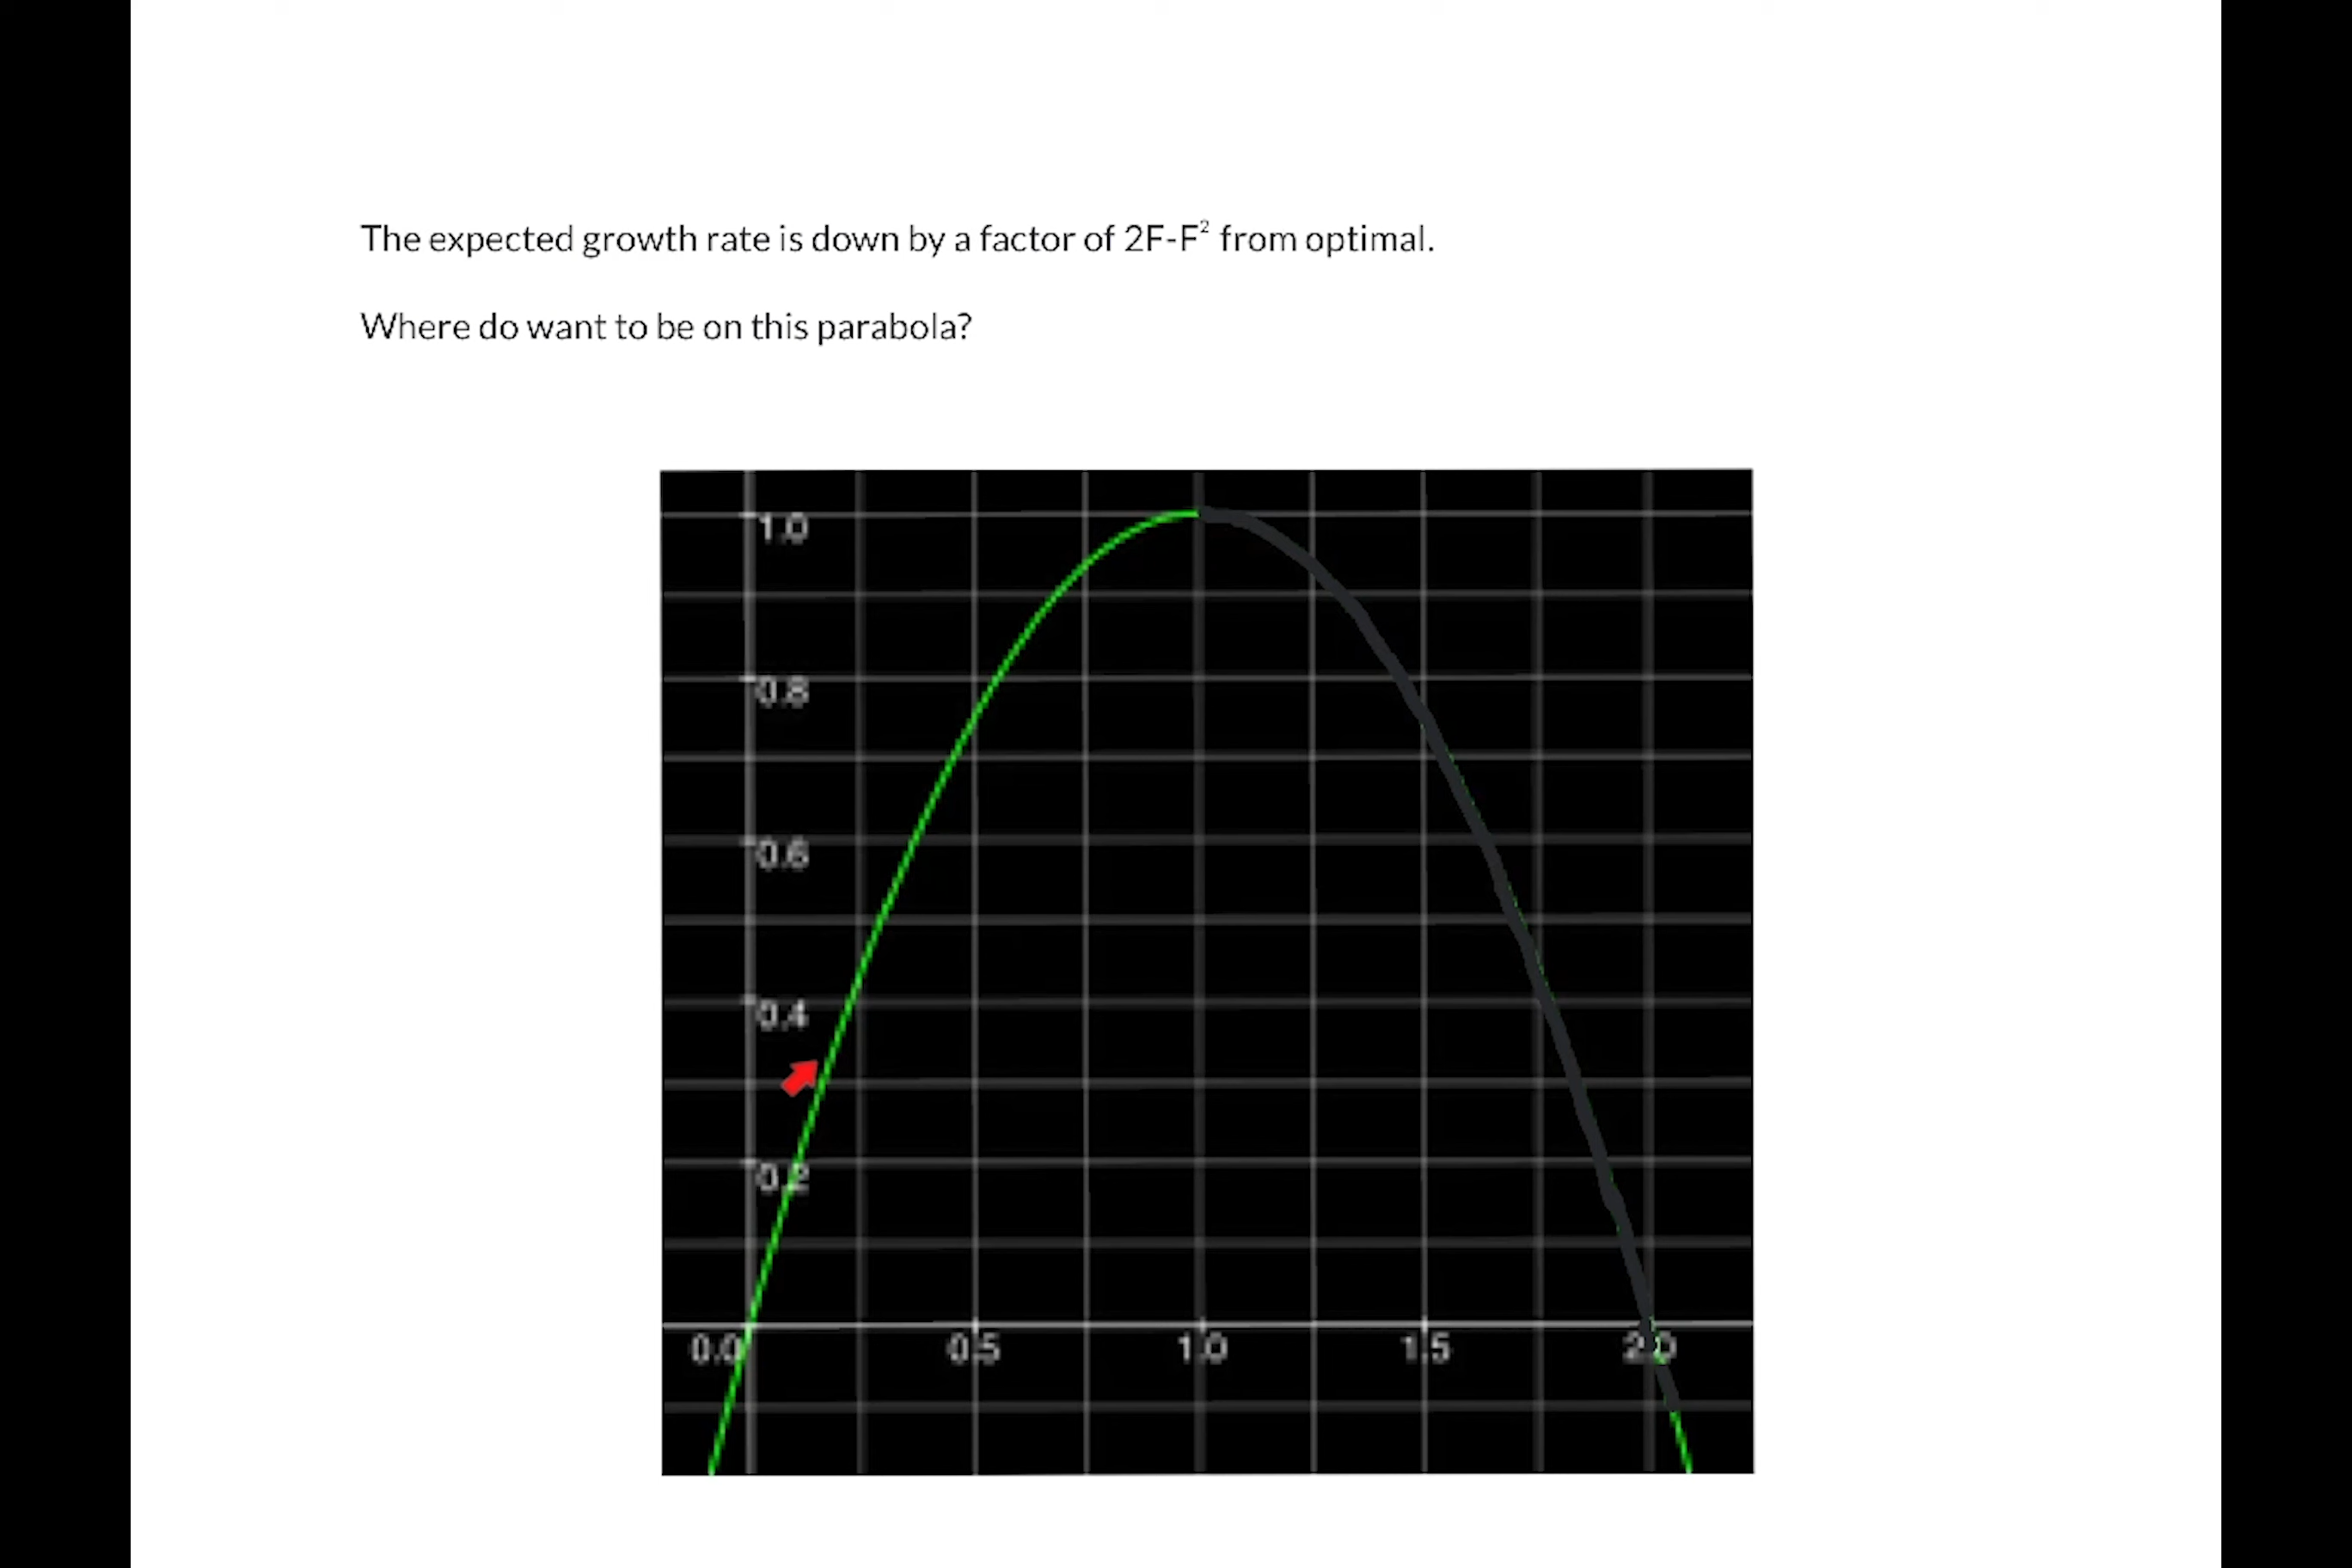 The expected growth rate is down by a factor of 2F-F² from optimal.
Where do want to be on this parabola?
1.0
0.8
0.6
0.4
0.2
0.0 0.5 1.0 1.5 2.0